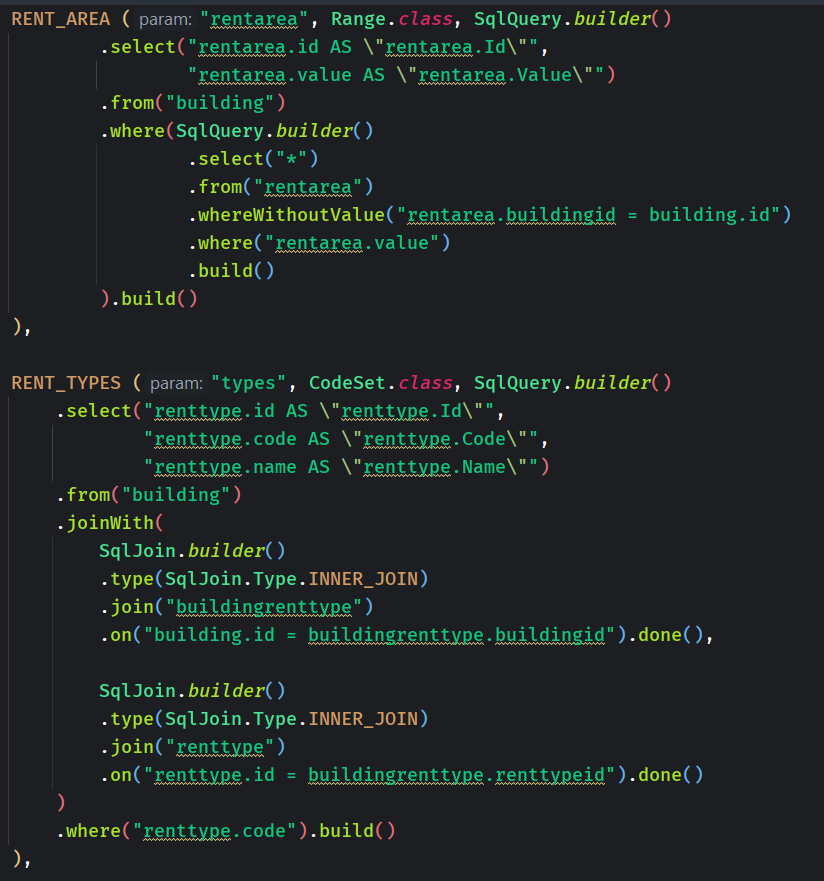 RENT_AREA ( param: "rentarea", Range.class, SqlQuery.builder()
        .select("rentarea.id AS \"rentarea.Id\"",
                "rentarea.value AS \"rentarea.Value\"")
        .from("building")
        .where(SqlQuery.builder()
                .select("*")
                .from("rentarea")
                .whereWithoutValue("rentarea.buildingid = building.id")
                .where("rentarea.value")
                .build()
        ).build()
),

RENT_TYPES ( param: "types", CodeSet.class, SqlQuery.builder()
    .select("renttype.id AS \"renttype.Id\"",
            "renttype.code AS \"renttype.Code\"",
            "renttype.name AS \"renttype.Name\"")
    .from("building")
    .joinWith(
        SqlJoin.builder()
        .type(SqlJoin.Type.INNER_JOIN)
        .join("buildingrenttype")
        .on("building.id = buildingrenttype.buildingid").done(),

        SqlJoin.builder()
        .type(SqlJoin.Type.INNER_JOIN)
        .join("renttype")
        .on("renttype.id = buildingrenttype.renttypeid").done()
    )
    .where("renttype.code").build()
),